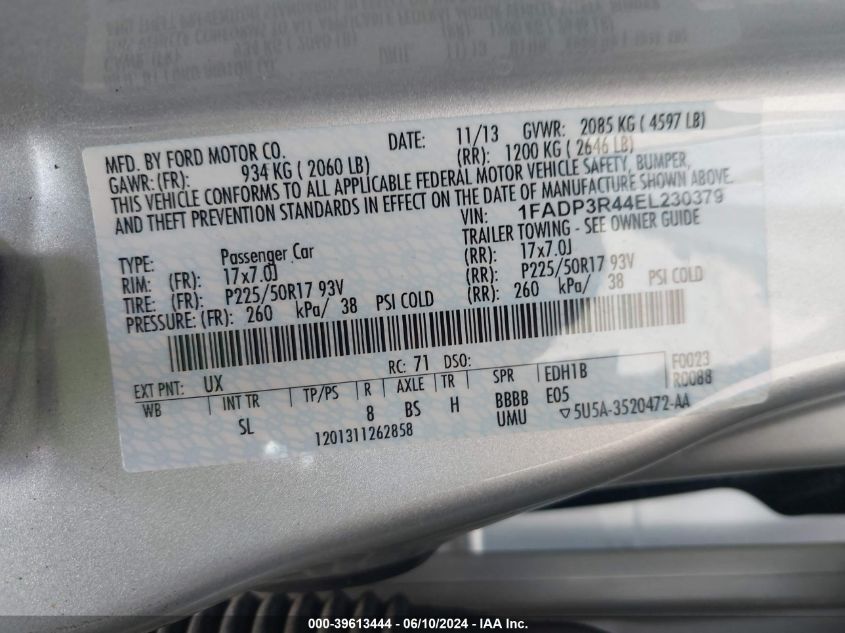 MFD. BY FORD MOTOR CO. DATE: 11/13 GVWR: 2085 KG ( 4597 LB)
GAWR:(FR): 934 KG ( 2060 LB) (RR): 1200 KG ( 2646 LB)
THIS VEHICLE CONFORMS TO ALL APPLICABLE FEDERAL MOTOR VEHICLE SAFETY, BUMPER,
AND THEFT PREVENTION STANDARDS IN EFFECT ON THE DATE OF MANUFACTURE SHOWN ABOVE.
VIN: 1FADP3R44EL230379
TYPE: Passenger Car TRAILER TOWING - SEE OWNER GUIDE
RIM: (FR): 17x7.0J (RR): 17x7.0J
TIRE: (FR): P225/50R17 93V (RR): P225/50R17 93V
PRESSURE: (FR): 260 kPa/ 38 PSI COLD (RR): 260 kPa/ 38 PSI COLD
EXT PNT: UX RC: 71 DSO: F0023
WB INT TR TP/PS R AXLE TR SPR EDH1B R0088
SL 8 BS H BBBB E05
1201311262858 UMU 5U5A-3520472-AA
000-39613444 / 06/10/2024 - IAA Inc.